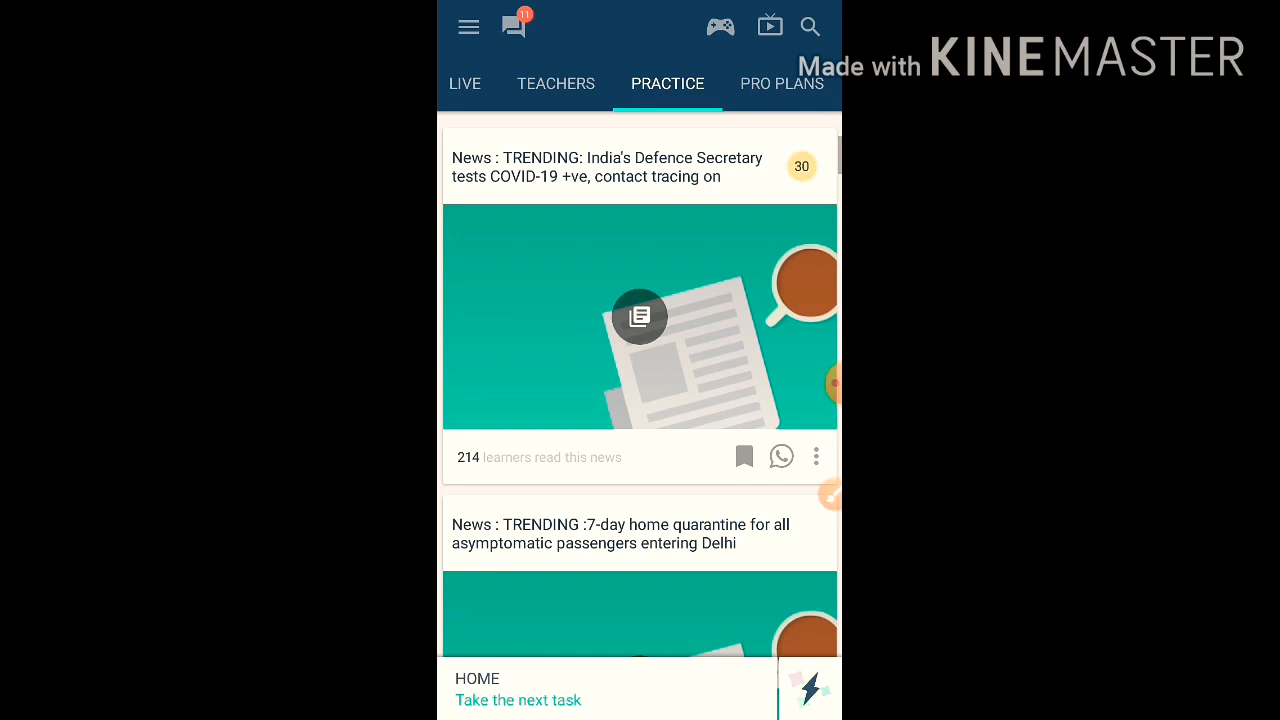 11
Made with KINEMASTER
LIVE TEACHERS PRACTICE PRO PLANS
News : TRENDING: India's Defence Secretary
tests COVID-19 +ve, contact tracing on
30
214 learners read this news
News : TRENDING :7-day home quarantine for all
asymptomatic passengers entering Delhi
HOME
Take the next task